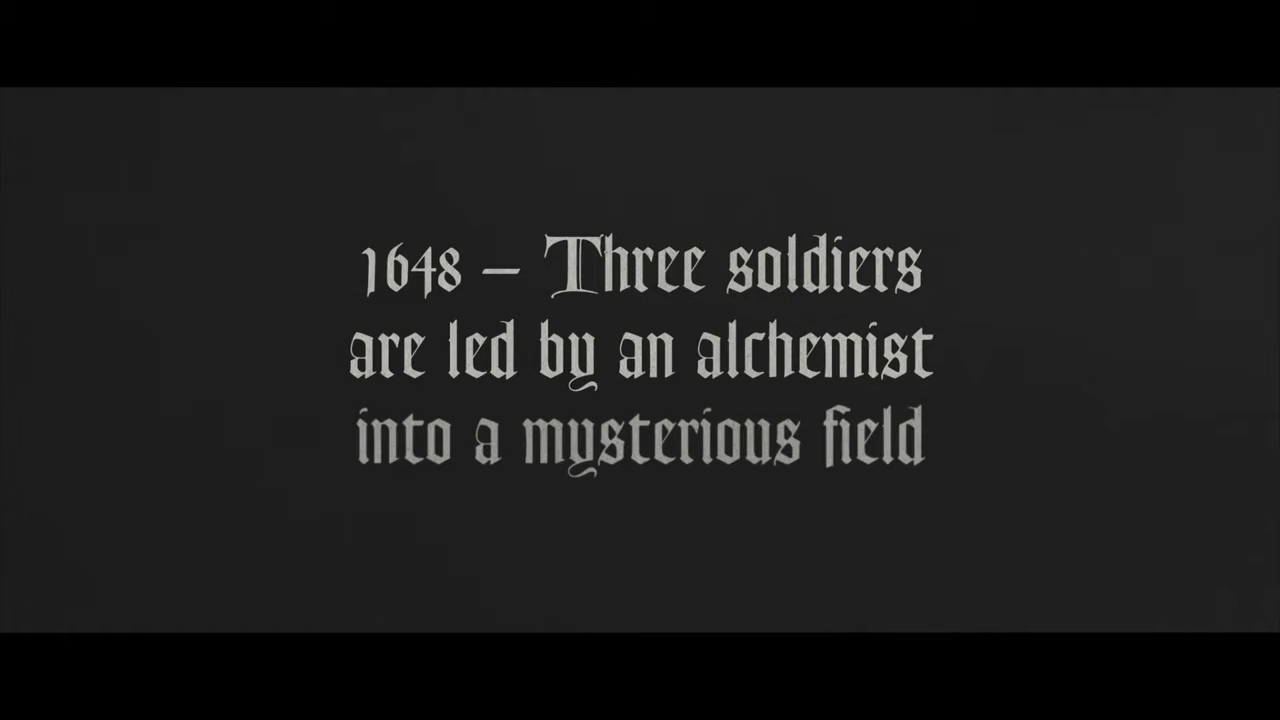 1648 – Three soldiers
are led by an alchemist
into a mysterious field